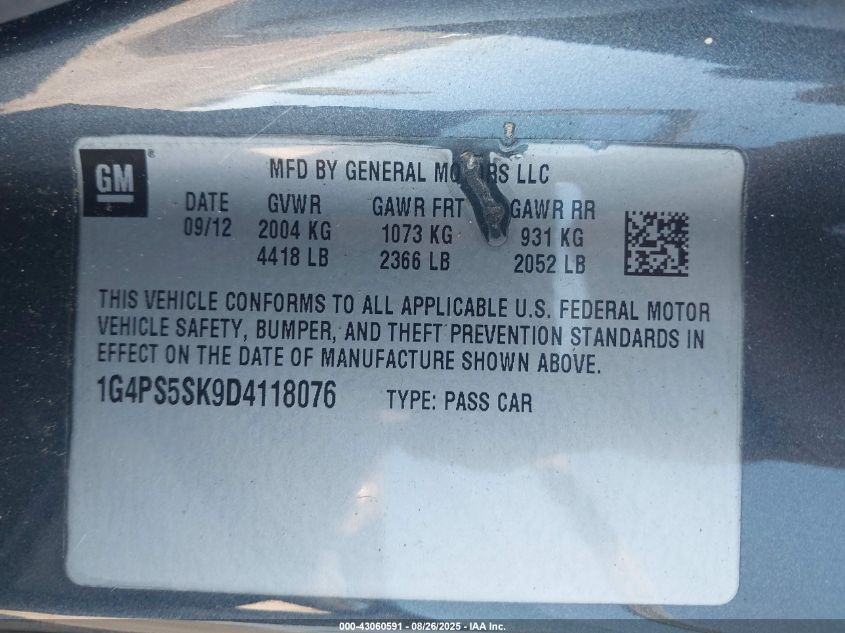 GM
MFD BY GENERAL MOTORS LLC
DATE GVWR GAWR FRT GAWR RR
09/12 2004 KG 1073 KG 931 KG
4418 LB 2366 LB 2052 LB
THIS VEHICLE CONFORMS TO ALL APPLICABLE U.S. FEDERAL MOTOR
VEHICLE SAFETY, BUMPER, AND THEFT PREVENTION STANDARDS IN
EFFECT ON THE DATE OF MANUFACTURE SHOWN ABOVE.
1G4PS5SK9D4118076 TYPE: PASS CAR
000-43060591 - 08/26/2025 - IAA Inc.